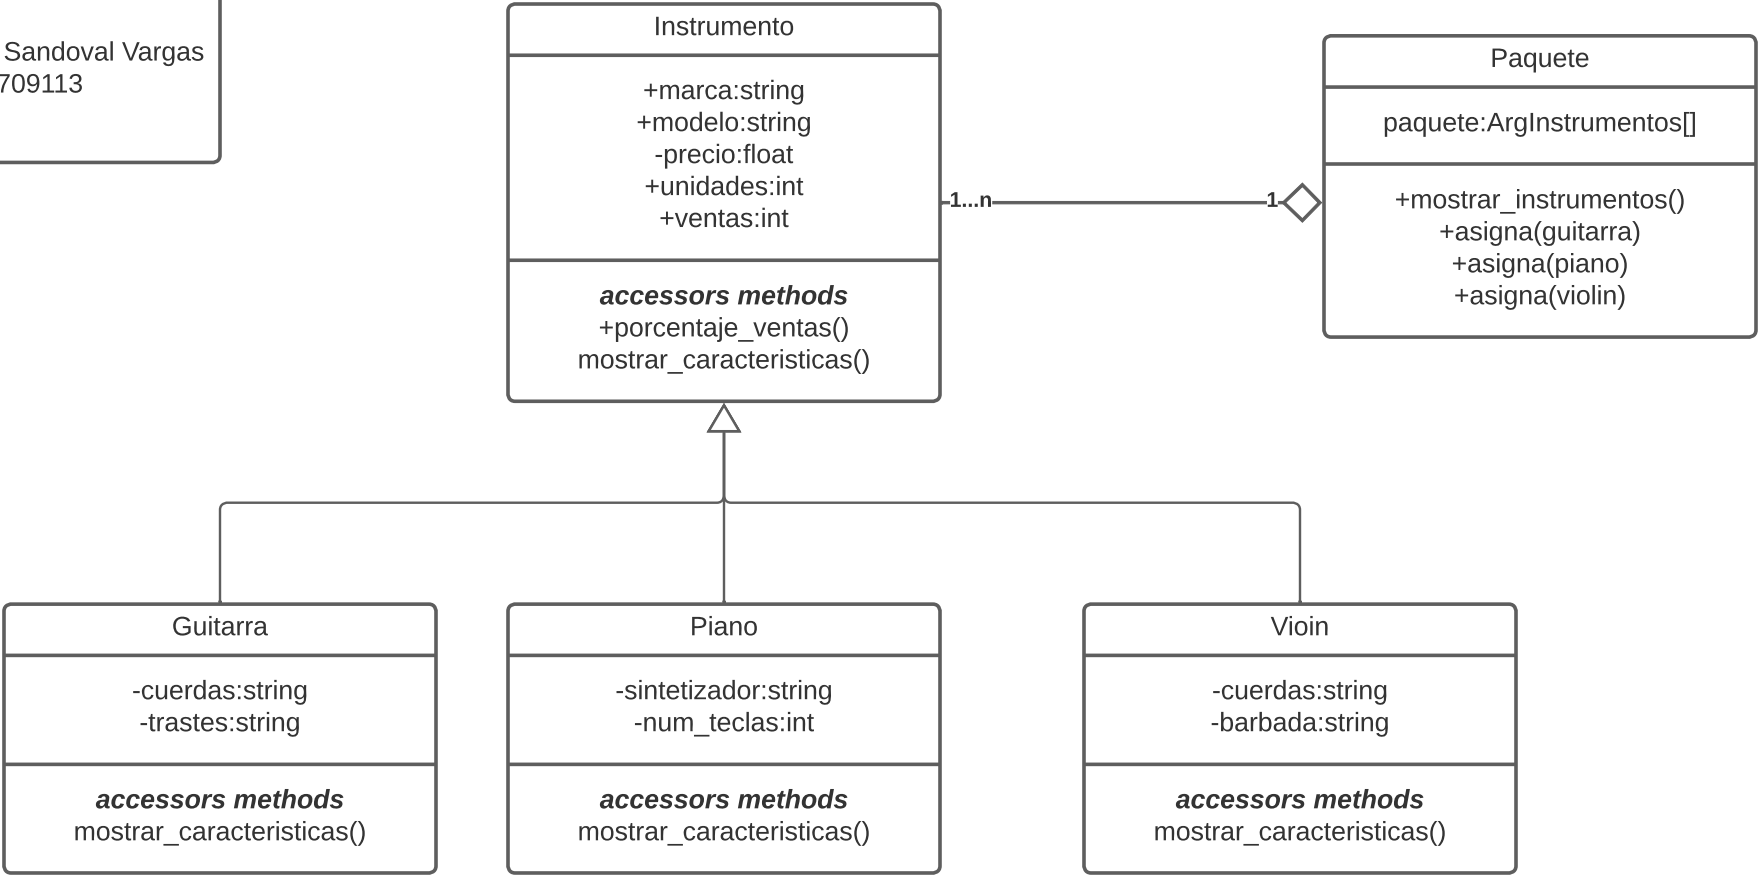 Sandoval Vargas
709113
Instrumento
+marca:string
+modelo:string
-precio:float
+unidades:int
+ventas:int
accessors methods
+porcentaje_ventas()
mostrar_caracteristicas()
1...n
1
Paquete
paquete:ArgInstrumentos[]
+mostrar_instrumentos()
+asigna(guitarra)
+asigna(piano)
+asigna(violin)
Guitarra
-cuerdas:string
-trastes:string
accessors methods
mostrar_caracteristicas()
Piano
-sintetizador:string
-num_teclas:int
accessors methods
mostrar_caracteristicas()
Vioin
-cuerdas:string
-barbada:string
accessors methods
mostrar_caracteristicas()